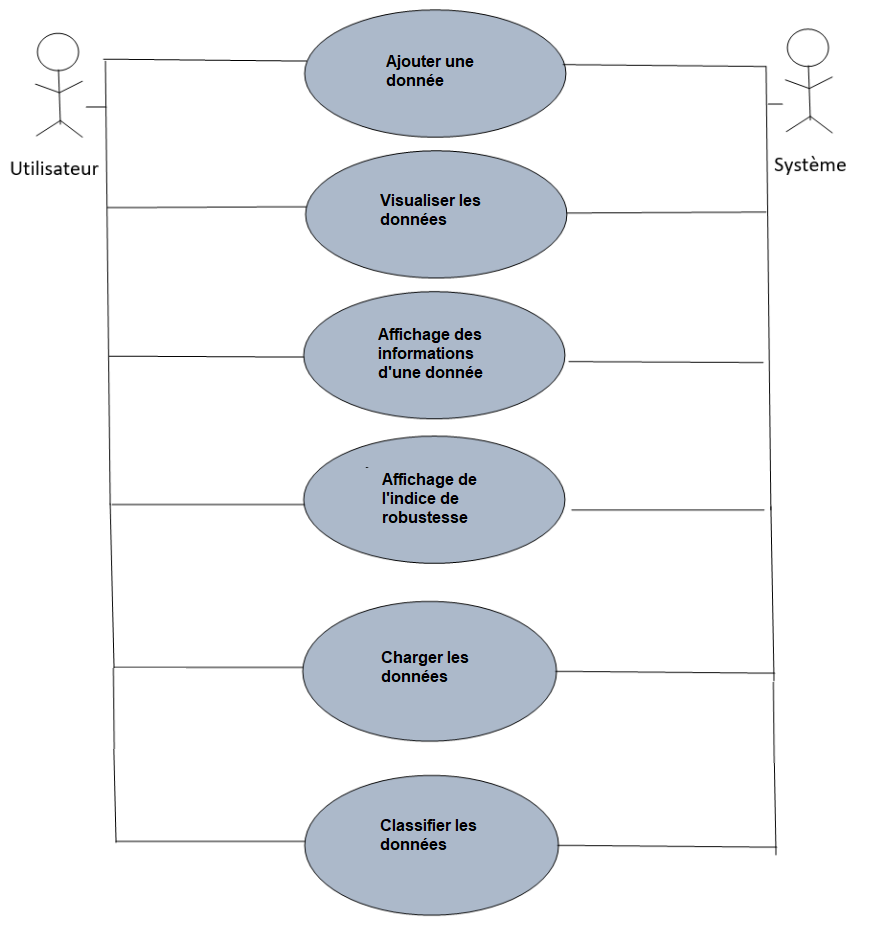 Ajouter une
donnée
Utilisateur
Système
Visualiser les
données
Affichage des
informations
d'une donnée
Affichage de
l'indice de
robustesse
Charger les
données
Classifier les
données